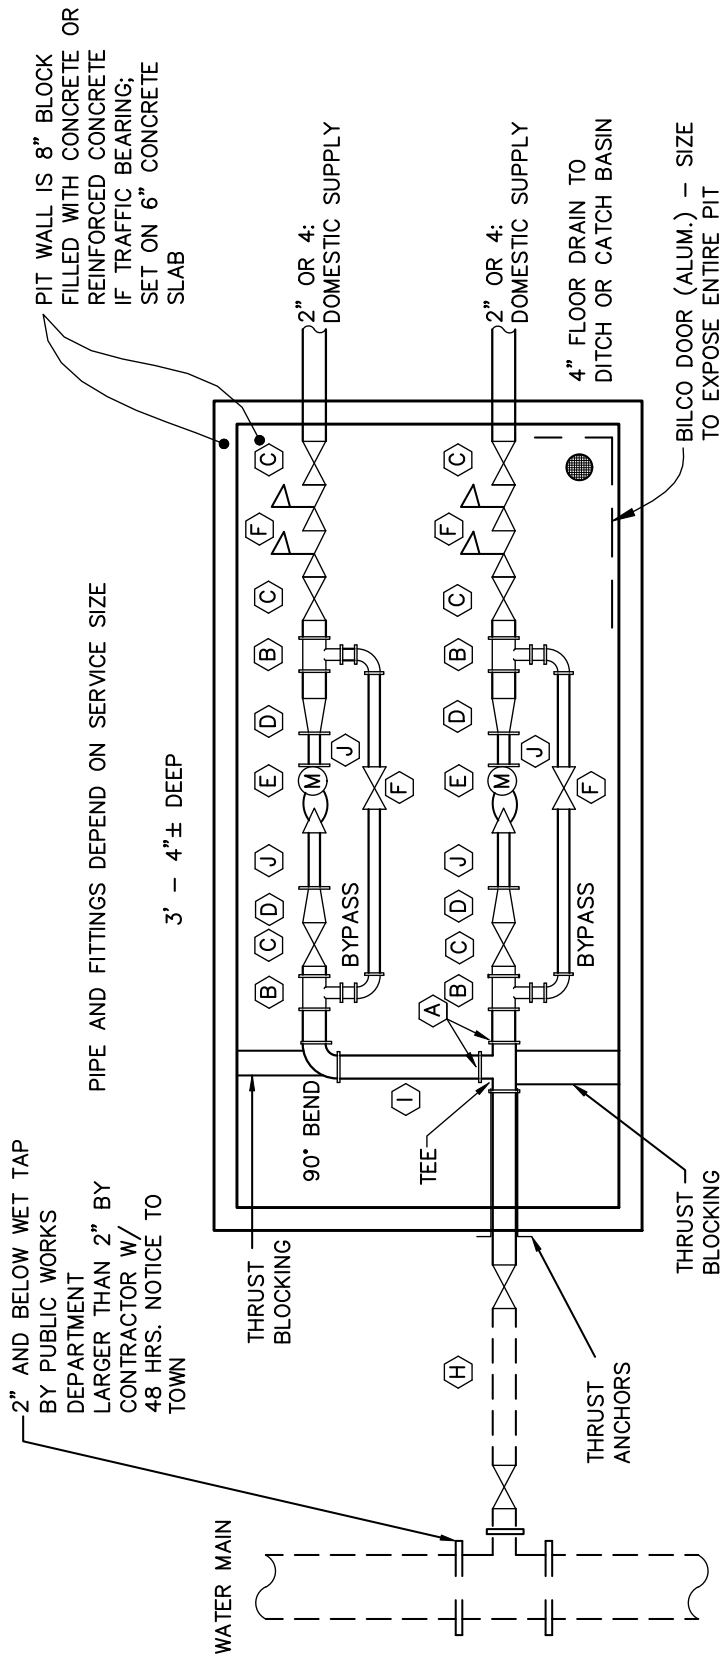 PIT WALL IS 8" BLOCK
FILLED WITH CONCRETE OR
REINFORCED CONCRETE
IF TRAFFIC BEARING;
SET ON 6" CONCRETE
SLAB
2" AND BELOW WET TAP
BY PUBLIC WORKS
DEPARTMENT
LARGER THAN 2" BY
CONTRACTOR W/
48 HRS. NOTICE TO
TOWN
PIPE AND FITTINGS DEPEND ON SERVICE SIZE
3' – 4"± DEEP
WATER MAIN
THRUST
BLOCKING
90° BEND
B
C
D
J
E
D
B
C
F
C
M
J
BYPASS
F
2" OR 4:
DOMESTIC SUPPLY
I
TEE
A
H
B
C
D
J
E
D
B
C
F
C
M
J
BYPASS
F
2" OR 4:
DOMESTIC SUPPLY
THRUST
ANCHORS
THRUST
BLOCKING
4" FLOOR DRAIN TO
DITCH OR CATCH BASIN
BILCO DOOR (ALUM.) – SIZE
TO EXPOSE ENTIRE PIT